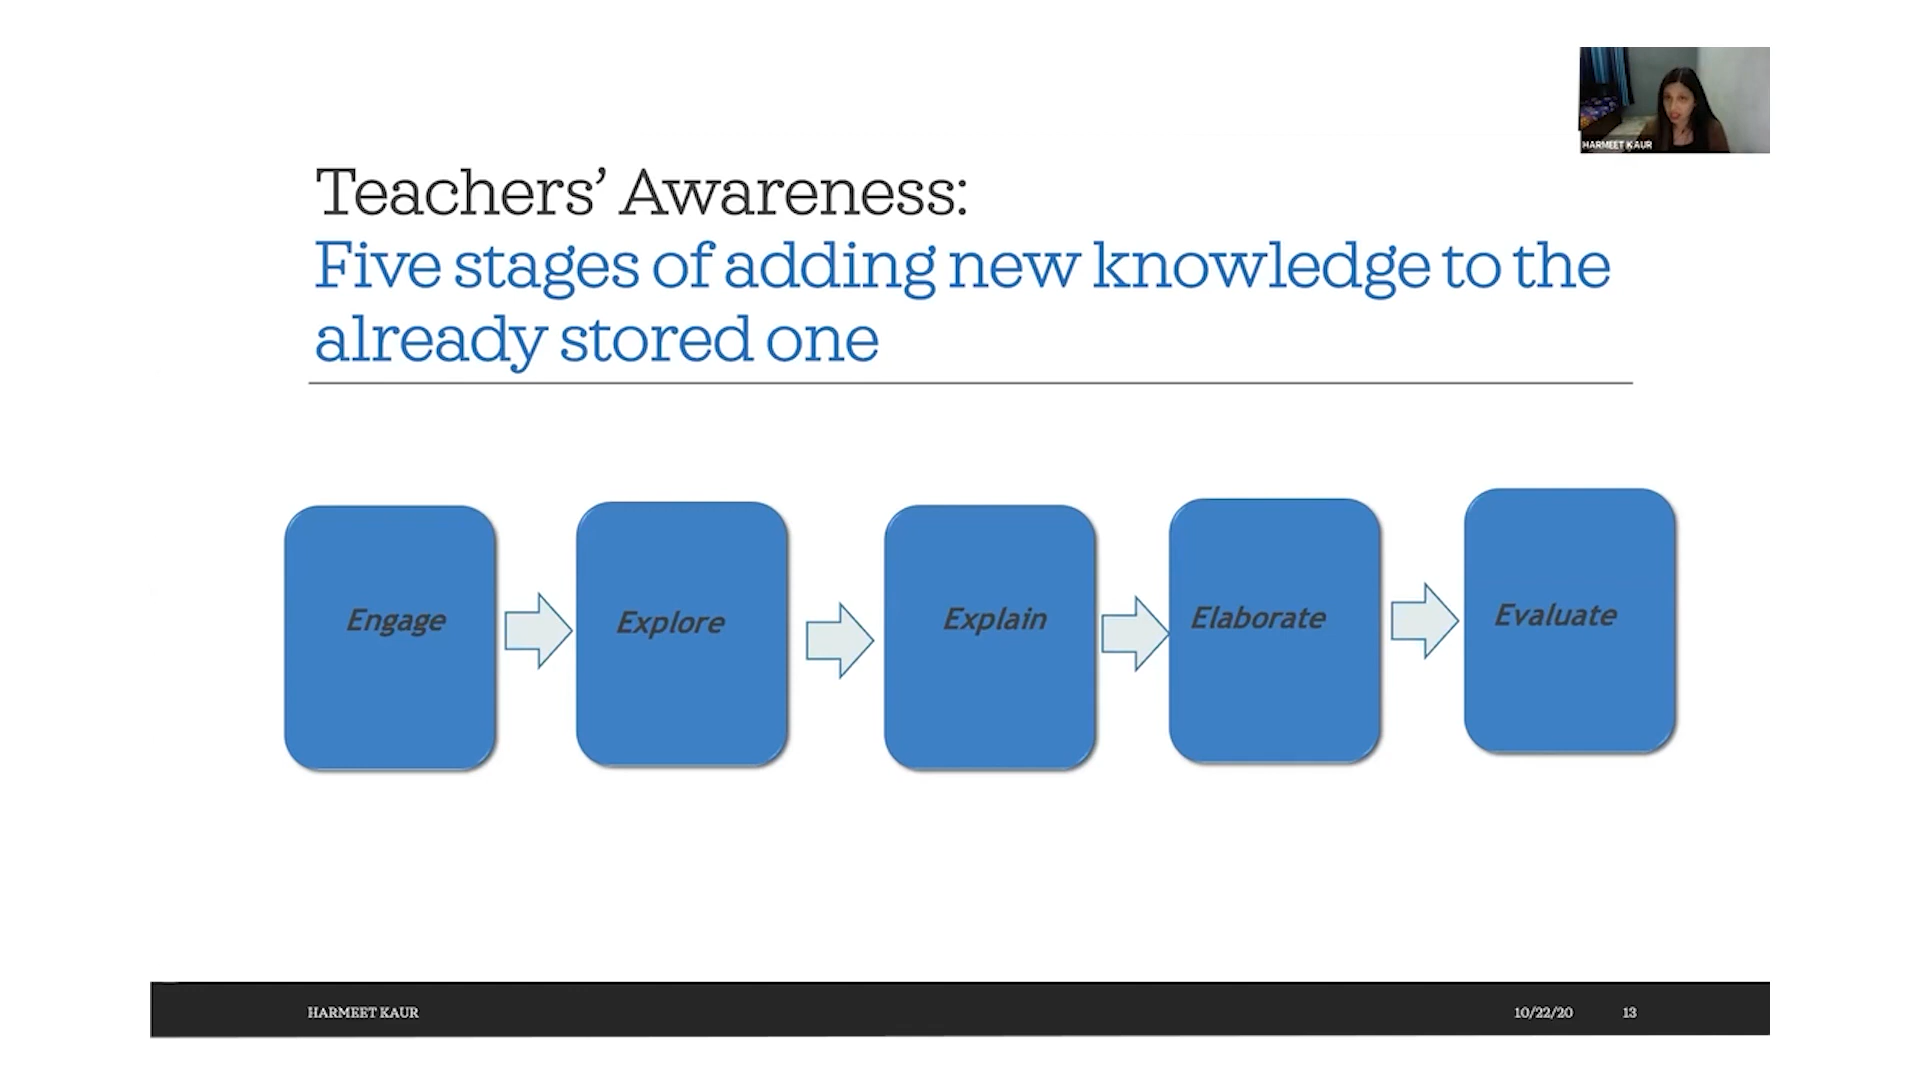 HARMEET KAUR
Teachers’ Awareness:
Five stages of adding new knowledge to the
already stored one
Engage
Explore
Explain
Elaborate
Evaluate
HARMEET KAUR
10/22/20
13